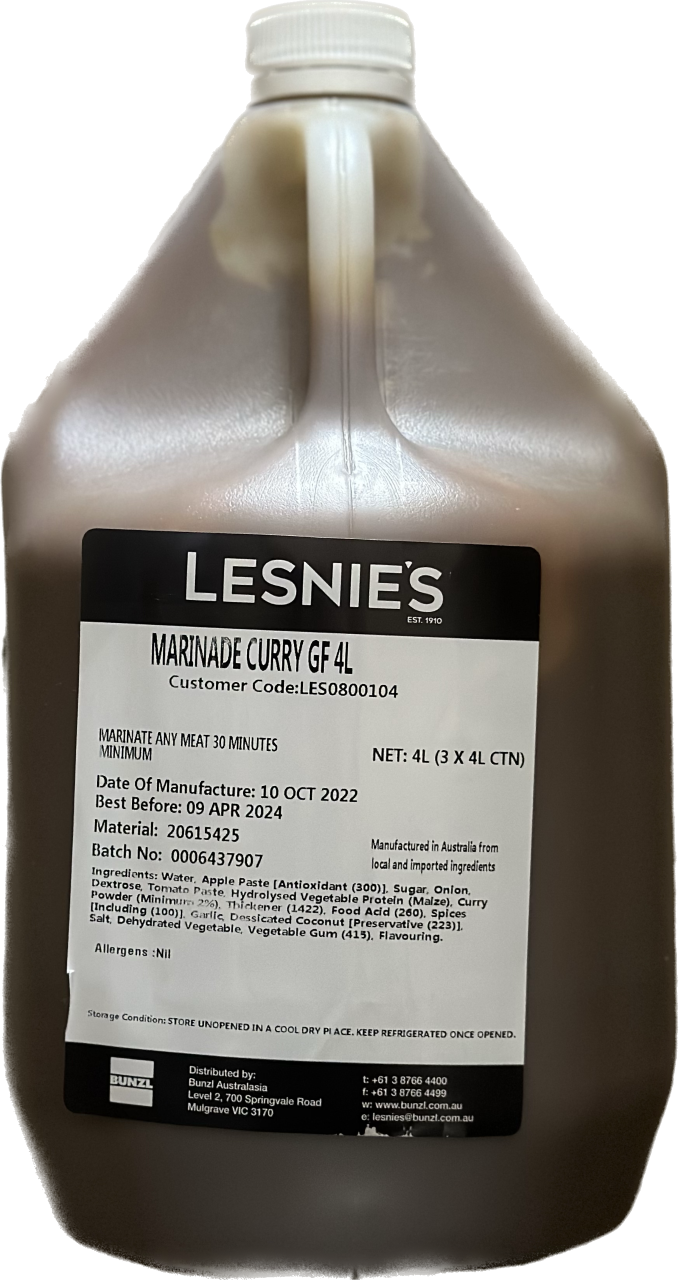 LESNIE'S
EST. 1910
MARINADE CURRY GF 4L
Customer Code:LES0800104
MARINATE ANY MEAT 30 MINUTES
MINIMUM
NET: 4L (3 X 4L CTN)
Date Of Manufacture: 10 OCT 2022
Best Before: 09 APR 2024
Material: 20615425
Batch No: 0006437907
Manufactured in Australia from
local and imported ingredients
Ingredients: Water, Apple Paste [Antioxidant (300)], Sugar, Onion,
Dextrose, Tomato Paste, Hydrolysed Vegetable Protein (Maize), Curry
Powder (Minimum 2%), Thickener (1422), Food Acid (260), Spices
[Including (100)], Garlic, Dessicated Coconut [Preservative (223)],
Salt, Dehydrated Vegetable, Vegetable Gum (415), Flavouring.
Allergens :Nil
Storage Condition: STORE UNOPENED IN A COOL DRY PLACE. KEEP REFRIGERATED ONCE OPENED.
BUNZL
Distributed by:
Bunzl Australasia
Level 2, 700 Springvale Road
Mulgrave VIC 3170
t: +61 3 8766 4400
f: +61 3 8766 4499
w: www.bunzl.com.au
e: lesnies@bunzl.com.au